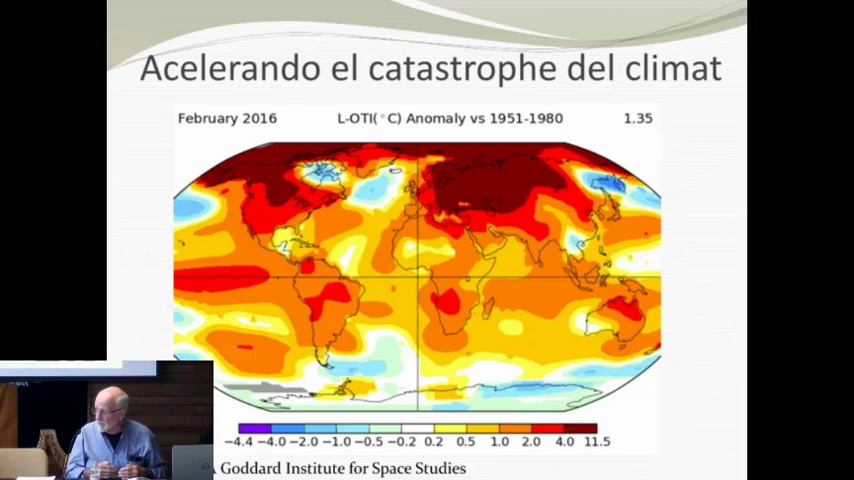 Acelerando el catastrophe del climat
February 2016 L-OTI(°C) Anomaly vs 1951-1980 1.35
-4.4 -4.0 -2.0 -1.0 -0.5 -0.2 0.2 0.5 1.0 2.0 4.0 11.5
A Goddard Institute for Space Studies